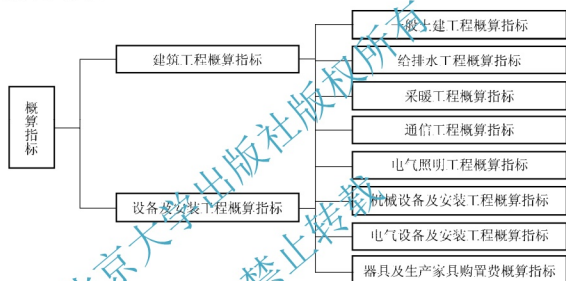 概算指标
建筑工程概算指标
设备及安装工程概算指标
一般土建工程概算指标
给排水工程概算指标
采暖工程概算指标
通信工程概算指标
电气照明工程概算指标
机械设备及安装工程概算指标
电气设备及安装工程概算指标
器具及生产家具购置费概算指标
京大学出版社版权所有
禁止转载